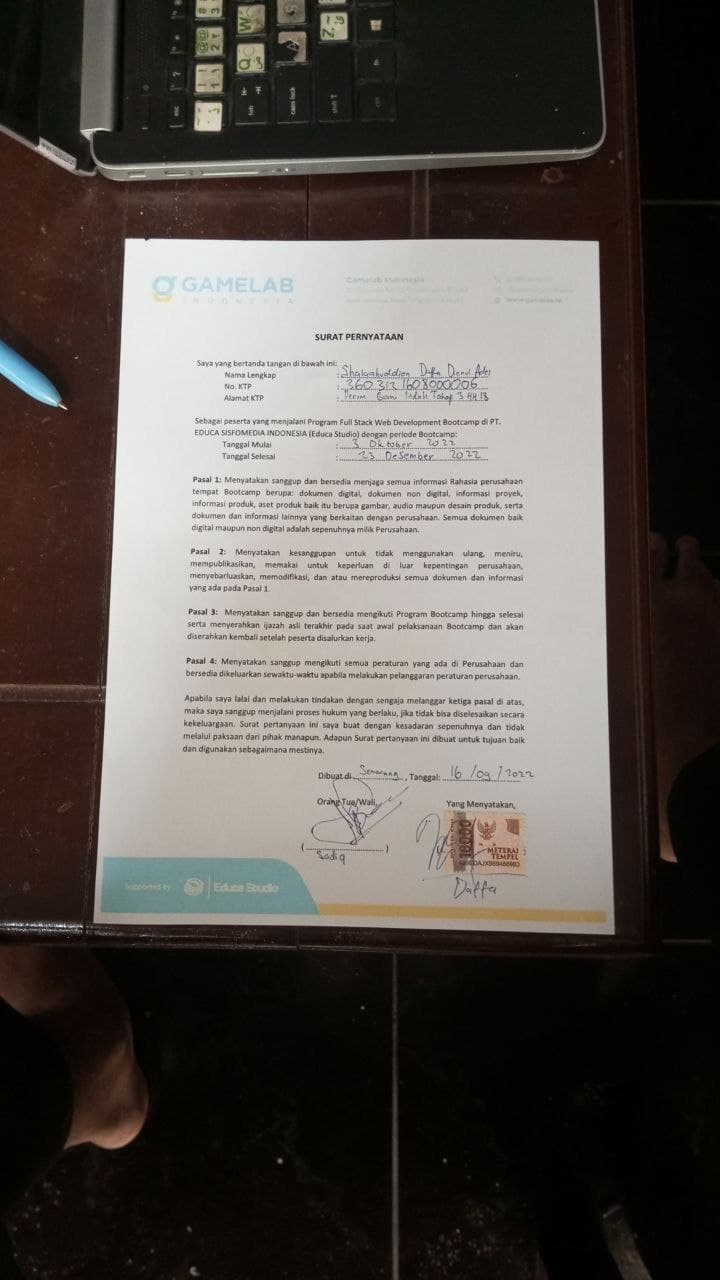 GAMELAB
INDONESIA
Gamelab Indonesia
SURAT PERNYATAAN
Saya yang bertanda tangan di bawah ini:
Nama Lengkap :
No. KTP : 3603121608000006
Alamat KTP : Perum Bumi Indah Tahap 3
Sebagai peserta yang menjalani Program Full Stack Web Development Bootcamp di PT.
EDUCA SISFOMEDIA INDONESIA (Educa Studio) dengan periode Bootcamp:
Tanggal Mulai : 3 Oktober 2022
Tanggal Selesai : 23 Desember 2022
Pasal 1: Menyatakan sanggup dan bersedia menjaga semua informasi Rahasia perusahaan
tempat Bootcamp berupa: dokumen digital, dokumen non digital, informasi proyek,
informasi produk, aset produk baik itu berupa gambar, audio maupun desain produk, serta
dokumen dan informasi lainnya yang berkaitan dengan perusahaan. Semua dokumen baik
digital maupun non digital adalah sepenuhnya milik Perusahaan.
Pasal 2: Menyatakan kesanggupan untuk tidak menggunakan ulang, meniru,
mempublikasikan, memakai untuk keperluan di luar kepentingan perusahaan,
menyebarluaskan, memodifikasi, dan atau mereproduksi semua dokumen dan informasi
yang ada pada Pasal 1.
Pasal 3: Menyatakan sanggup dan bersedia mengikuti Program Bootcamp hingga selesai
serta menyerahkan ijazah asli terakhir pada saat awal pelaksanaan Bootcamp dan akan
diserahkan kembali setelah peserta disalurkan kerja.
Pasal 4: Menyatakan sanggup mengikuti semua peraturan yang ada di Perusahaan dan
bersedia dikeluarkan sewaktu-waktu apabila melakukan pelanggaran peraturan perusahaan.
Apabila saya lalai dan melakukan tindakan dengan sengaja melanggar ketiga pasal di atas,
maka saya sanggup menjalani proses hukum yang berlaku, jika tidak bisa diselesaikan secara
kekeluargaan. Surat pertanyaan ini saya buat dengan kesadaran sepenuhnya dan tidak
melalui paksaan dari pihak manapun. Adapun Surat pertanyaan ini dibuat untuk tujuan baik
dan digunakan sebagaimana mestinya.
Dibuat di Semarang, Tanggal: 16 /09 / 2022
Orang Tua/Wali, Yang Menyatakan,
10000
METERAI
TEMPEL
(Sadiq)
Daffa
Supported by Educa Studio